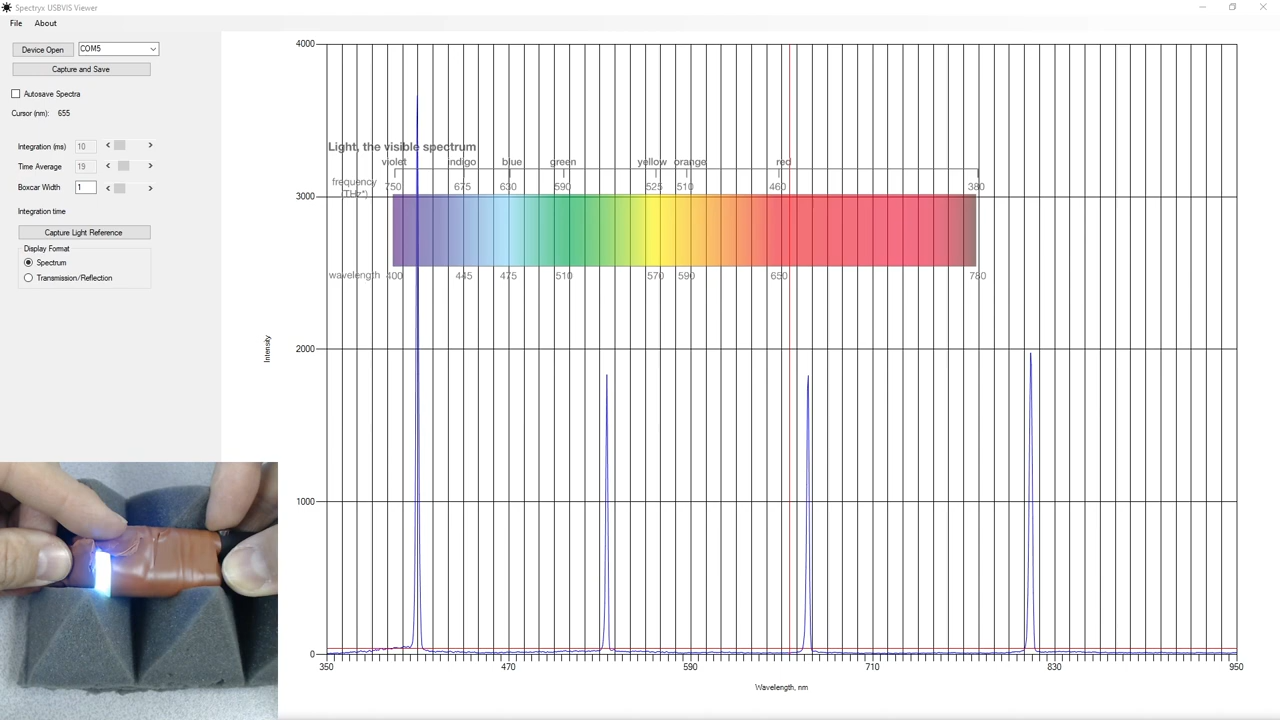 Spectryx USBVIS Viewer
File About
Device Open COM5
Capture and Save
Autosave Spectra
Cursor (nm): 655
Integration (ms) 10 < >
Time Average 19 < >
Boxcar Width 1 < >
Integration time
Capture Light Reference
Display Format
Spectrum
Transmission/Reflection
4000
3000
2000
1000
0
Intensity
Light, the visible spectrum
violet indigo blue green yellow orange red
frequency
(THz*)
750 675 630 590 525 510 460 380
wavelength 400 445 475 510 570 590 650 780
350 470 590 710 830 950
Wavelength, nm